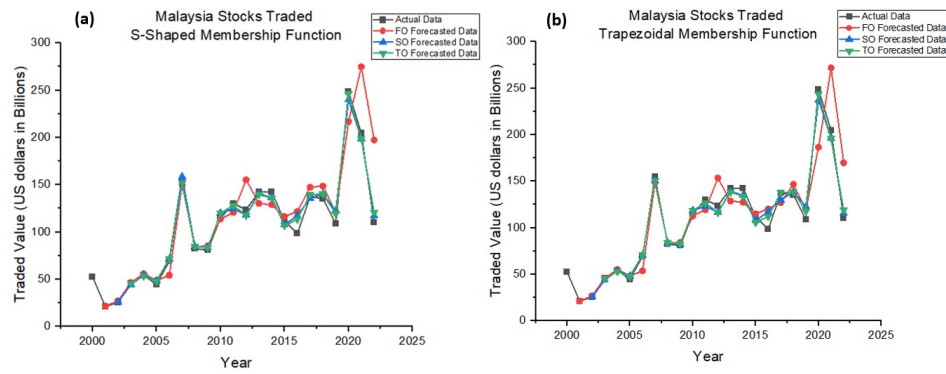 (a)
Malaysia Stocks Traded
S-Shaped Membership Function
Actual Data
FO Forecasted Data
SO Forecasted Data
TO Forecasted Data
300
250
200
150
100
50
0
Traded Value (US dollars in Billions)
2000 2005 2010 2015 2020 2025
Year
(b)
Malaysia Stocks Traded
Trapezoidal Membership Function
Actual Data
FO Forecasted Data
SO Forecasted Data
TO Forecasted Data
300
250
200
150
100
50
0
Traded Value (US dollars in Billions)
2000 2005 2010 2015 2020 2025
Year